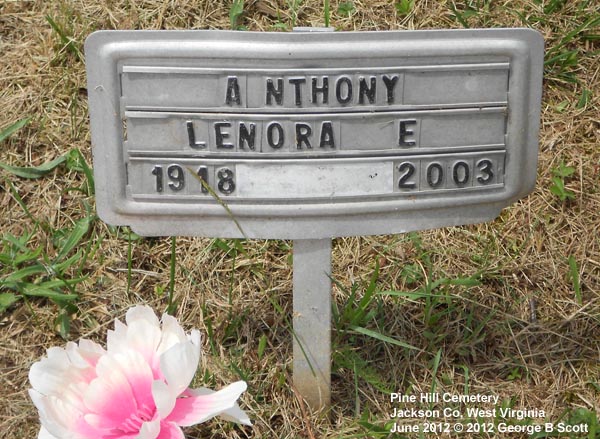 ANTHONY
LENORA E
1918 2003
Pine Hill Cemetery
Jackson Co. West Virginia
June 2012 © 2012 George B Scott